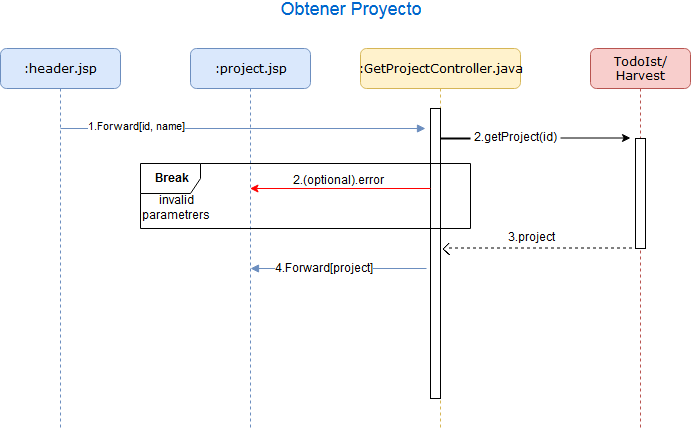 Obtener Proyecto
:header.jsp
:project.jsp
:GetProjectController.java
TodoIst/
Harvest
1.Forward[id, name]
2.getProject(id)
Break
2.(optional).error
invalid
parametrers
3.project
4.Forward[project]